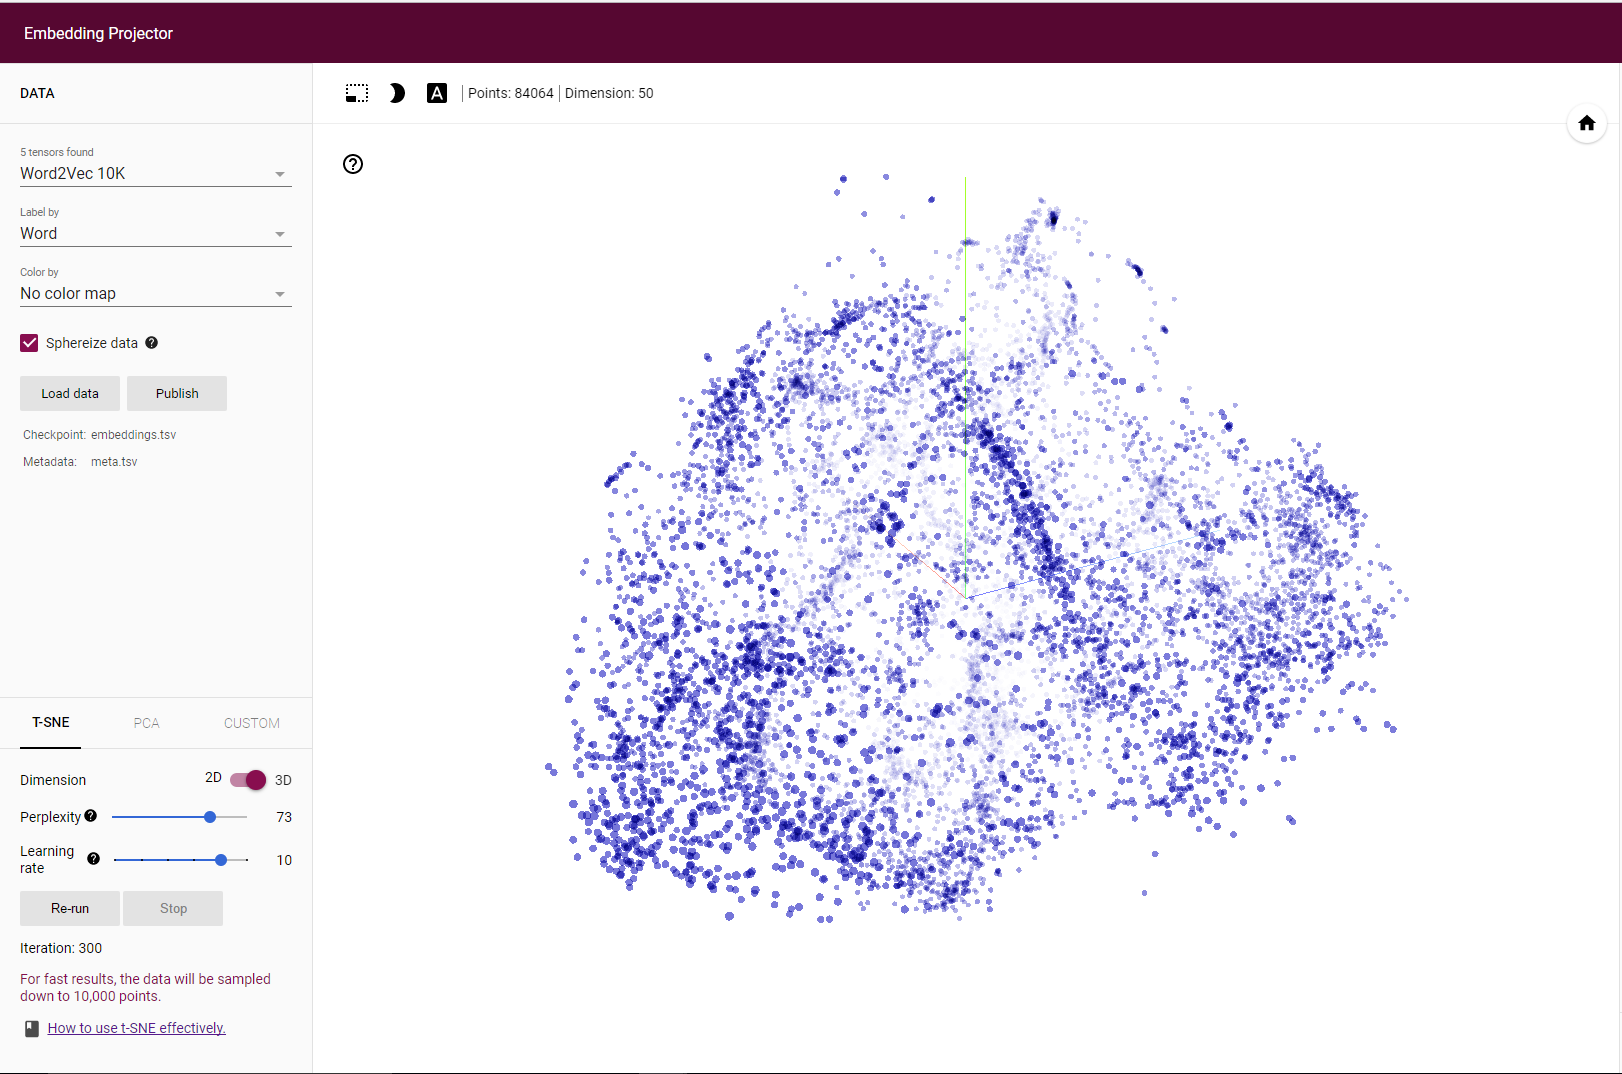 Embedding Projector
DATA
A
Points: 84064 | Dimension: 50
5 tensors found
Word2Vec 10K
Label by
Word
Color by
No color map
Sphereize data ?
Load data
Publish
Checkpoint: embeddings.tsv
Metadata: meta.tsv
T-SNE
PCA
CUSTOM
Dimension 2D 3D
Perplexity ? 73
Learning
rate ? 10
Re-run
Stop
Iteration: 300
For fast results, the data will be sampled
down to 10,000 points.
How to use t-SNE effectively.